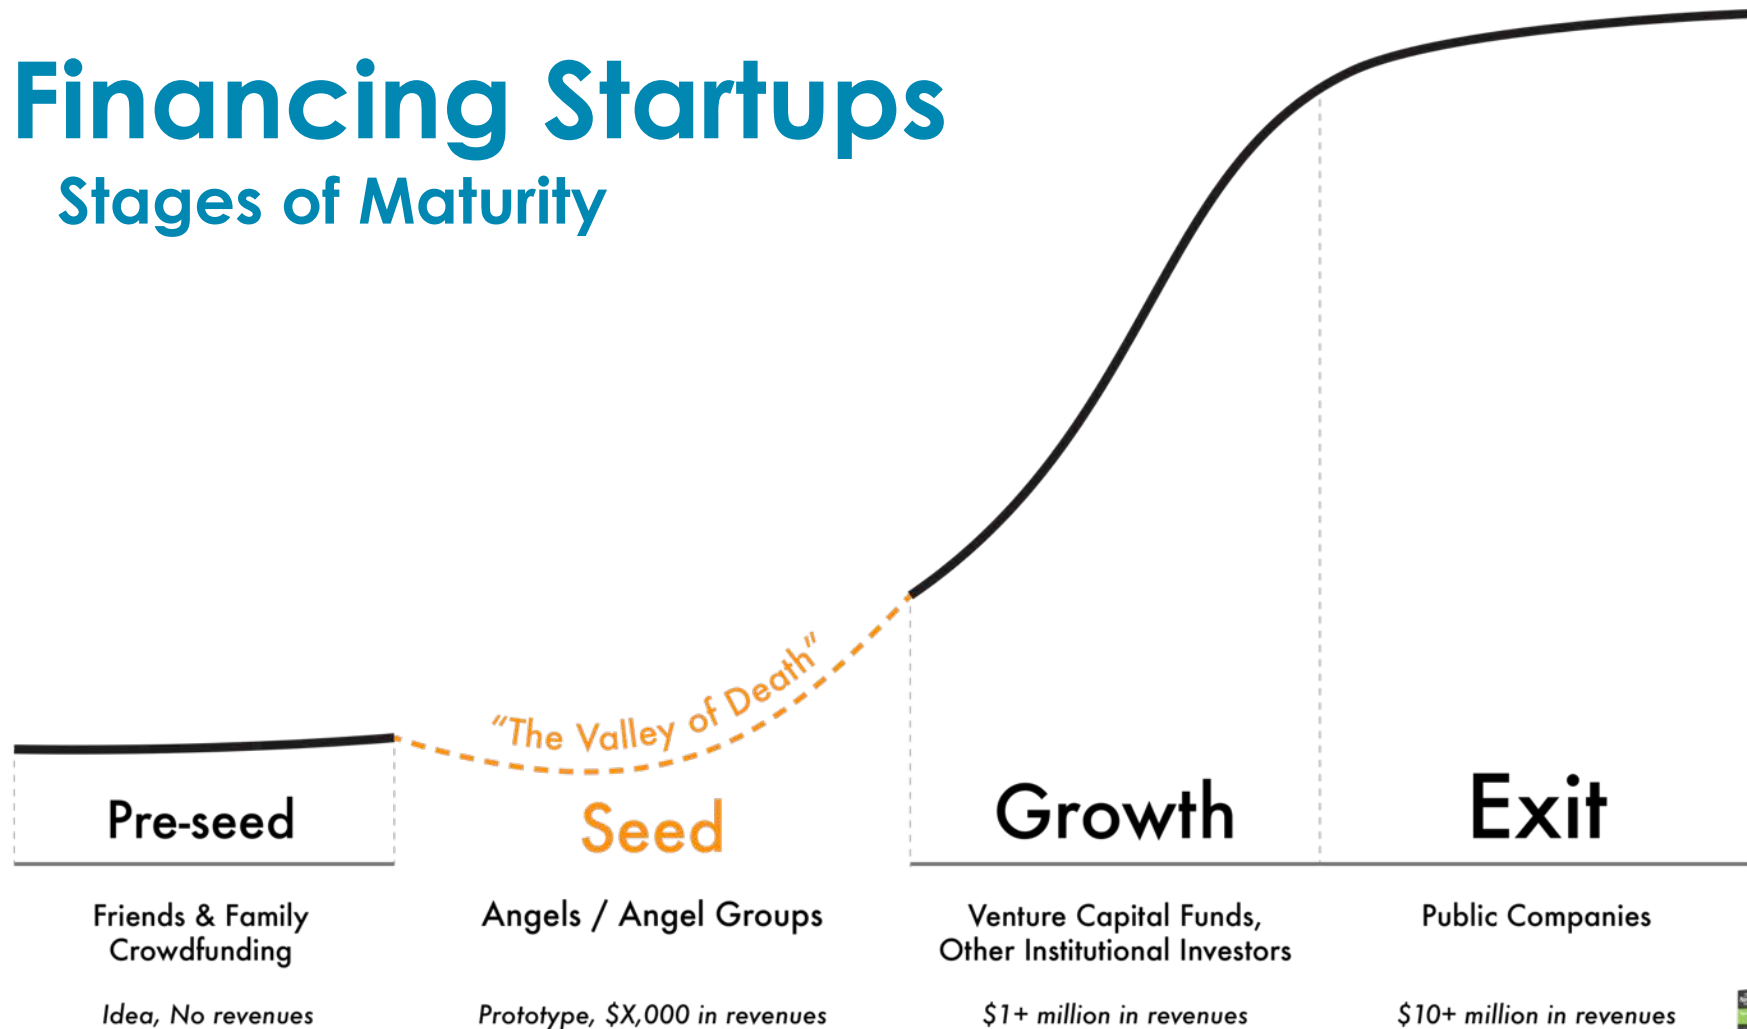 Financing Startups
Stages of Maturity
“The Valley of Death”
Pre-seed
Seed
Growth
Exit
Friends & Family
Crowdfunding
Angels / Angel Groups
Venture Capital Funds,
Other Institutional Investors
Public Companies
Idea, No revenues
Prototype, $X,000 in revenues
$1+ million in revenues
$10+ million in revenues